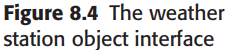 Figure 8.4 The weather
station object interface